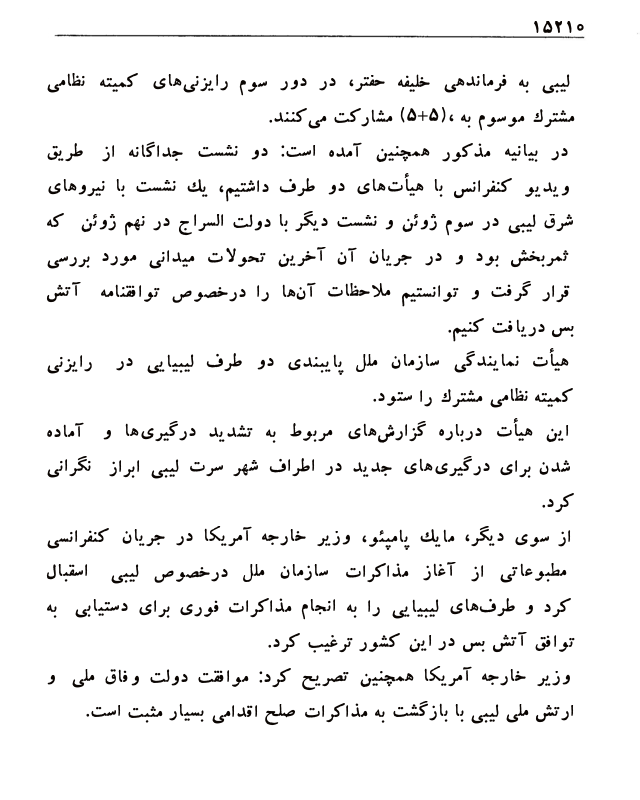 ۱۵۲۱۰
لیبی به فرماندهی خلیفه حفتر، در دور سوم رایزنی‌های کمیته نظامی
مشترك موسوم به ،(۵+۵) مشارکت می‌کنند.
در بیانیه مذکور همچنین آمده است: دو نشست جداگانه از طریق
ویدیو کنفرانس با هیأت‌های دو طرف داشتیم، یك نشست با نیروهای
شرق لیبی در سوم ژوئن و نشست دیگر با دولت السراج در نهم ژوئن که
ثمربخش بود و در جریان آن آخرین تحولات میدانی مورد بررسی
قرار گرفت و توانستیم ملاحظات آن‌ها را درخصوص توافقنامه آتش
بس دریافت کنیم.
هیأت نمایندگی سازمان ملل پایبندی دو طرف لیبیایی در رایزنی
کمیته نظامی مشترك را ستود.
این هیأت درباره گزارش‌های مربوط به تشدید درگیری‌ها و آماده
شدن برای درگیری‌های جدید در اطراف شهر سرت لیبی ابراز نگرانی
کرد.
از سوی دیگر، مایك پامپئو، وزیر خارجه آمریکا در جریان کنفرانسی
مطبوعاتی از آغاز مذاکرات سازمان ملل درخصوص لیبی اسقبال
کرد و طرف‌های لیبیایی را به انجام مذاکرات فوری برای دستیابی به
توافق آتش بس در این کشور ترغیب کرد.
وزیر خارجه آمریکا همچنین تصریح کرد: موافقت دولت وفاق ملی و
ارتش ملی لیبی با بازگشت به مذاکرات صلح اقدامی بسیار مثبت است.